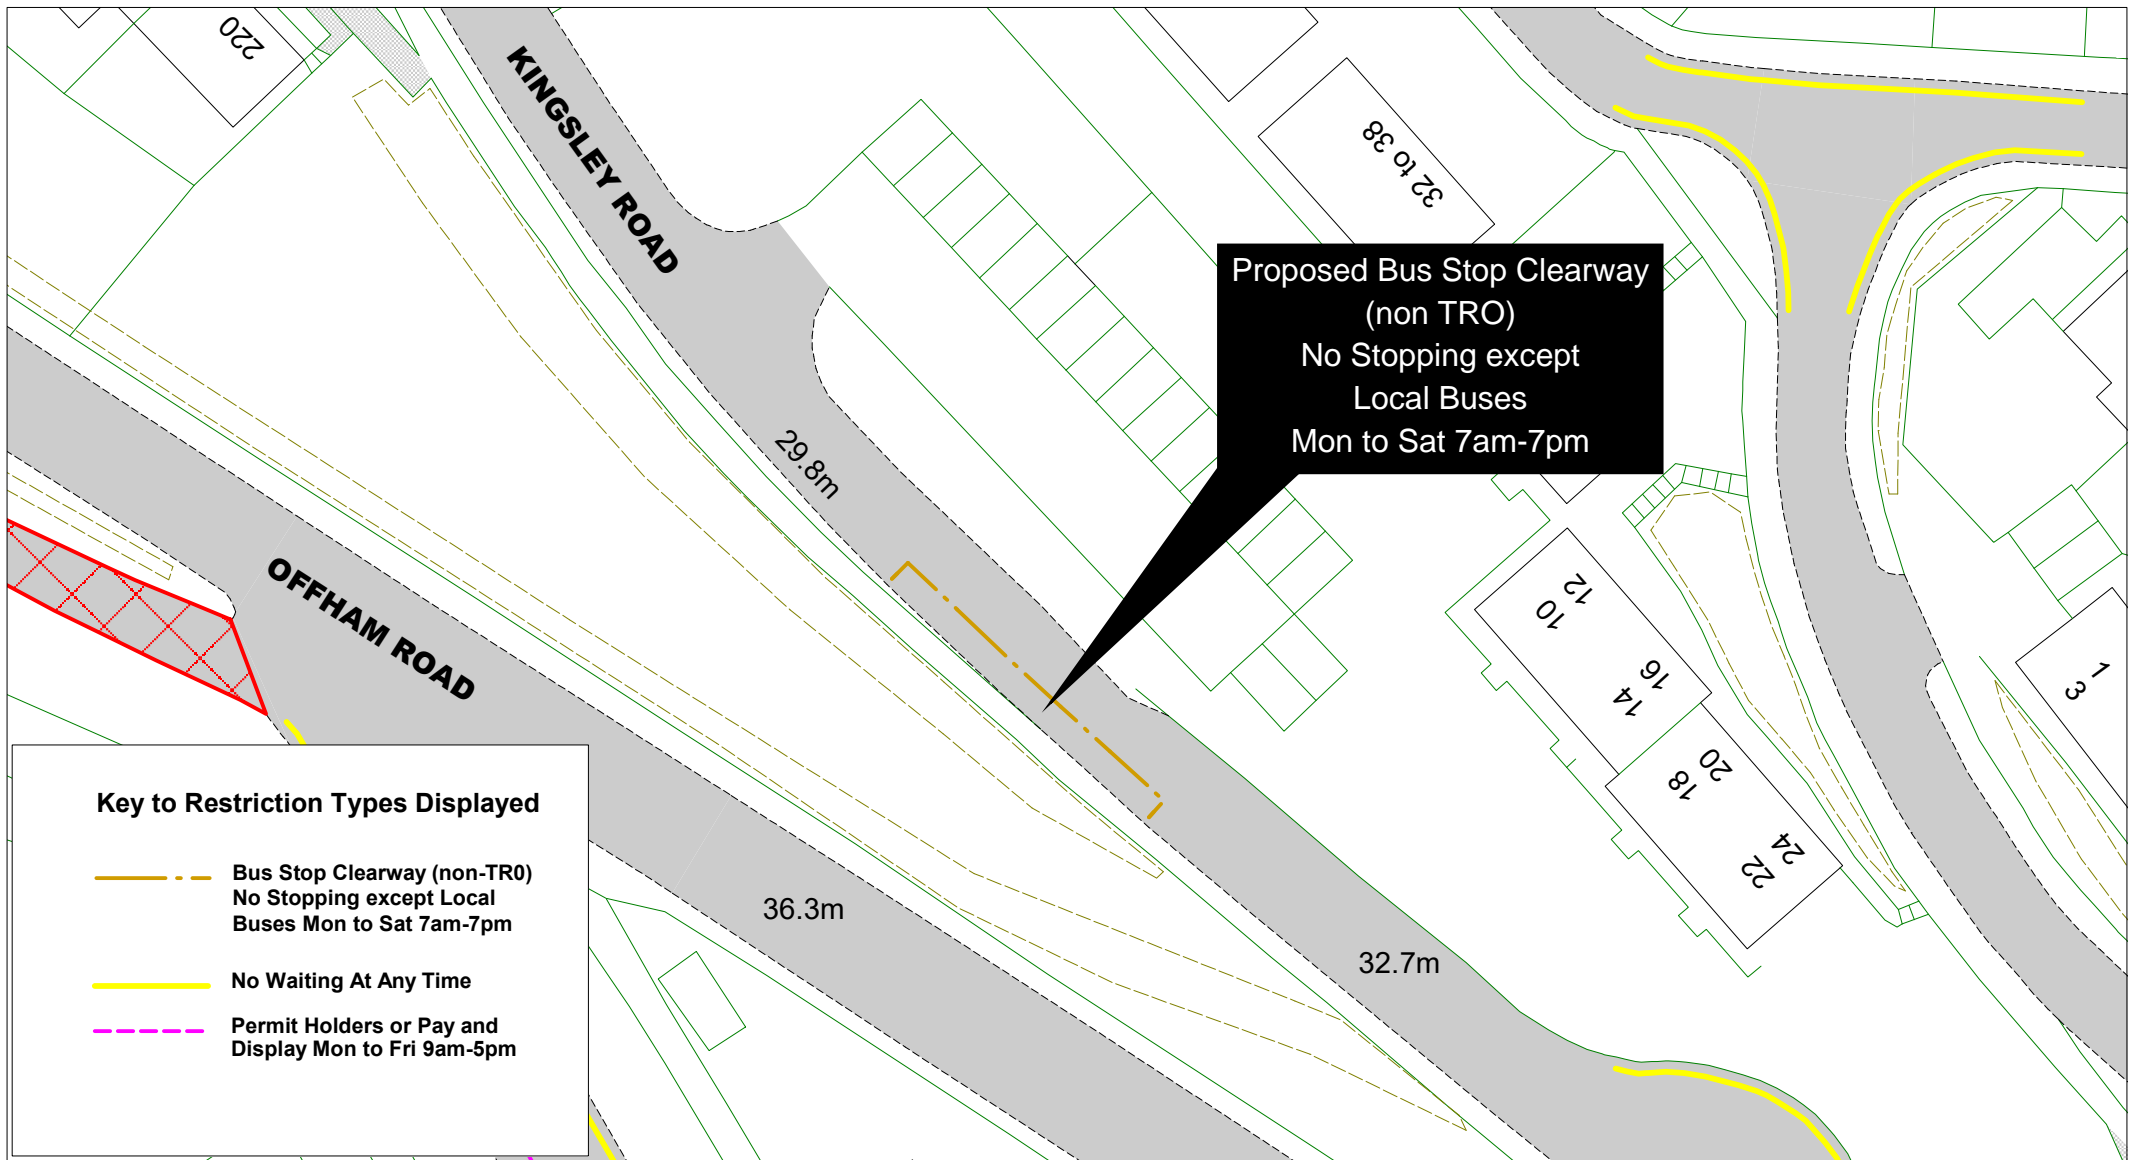 220
KINGSLEY ROAD
32 to 38
Proposed Bus Stop Clearway
(non TRO)
No Stopping except
Local Buses
Mon to Sat 7am-7pm
29.8m
OFFHAM ROAD
12
10
16
14
20
18
24
22
1
3
36.3m
32.7m
Key to Restriction Types Displayed
Bus Stop Clearway (non-TR0)
No Stopping except Local
Buses Mon to Sat 7am-7pm
No Waiting At Any Time
Permit Holders or Pay and
Display Mon to Fri 9am-5pm